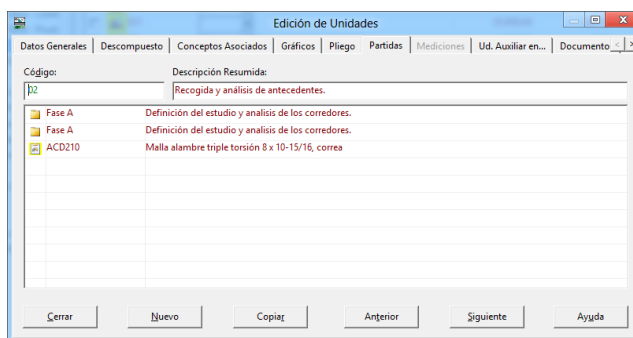 Edición de Unidades
Datos Generales Descompuesto Conceptos Asociados Gráficos Pliego Partidas Mediciones Ud. Auxiliar en... Documento
Código: Descripción Resumida:
02 Recogida y análisis de antecedentes.
Fase A Definición del estudio y analisis de los corredores.
Fase A Definición del estudio y analisis de los corredores.
ACD210 Malla alambre triple torsión 8 x 10-15/16, correa
Cerrar Nuevo Copiar Anterior Siguiente Ayuda